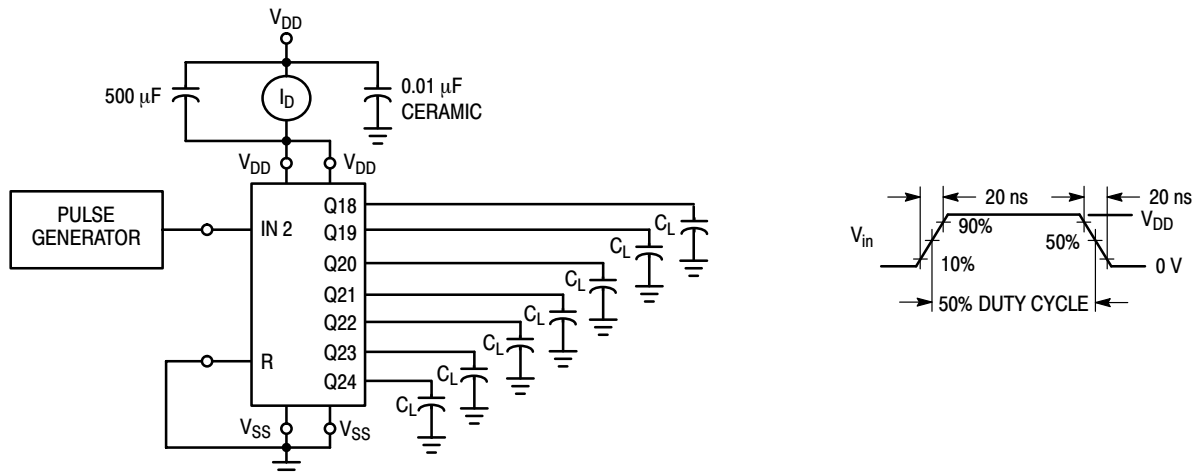 V_DD
500 μF
I_D
0.01 μF
CERAMIC
V_DD
V_DD
PULSE
GENERATOR
IN 2
R
Q18
Q19
Q20
Q21
Q22
Q23
Q24
C_L
C_L
C_L
C_L
C_L
C_L
C_L
V_SS
V_SS
20 ns
20 ns
V_in
90%
10%
50%
V_DD
0 V
50% DUTY CYCLE